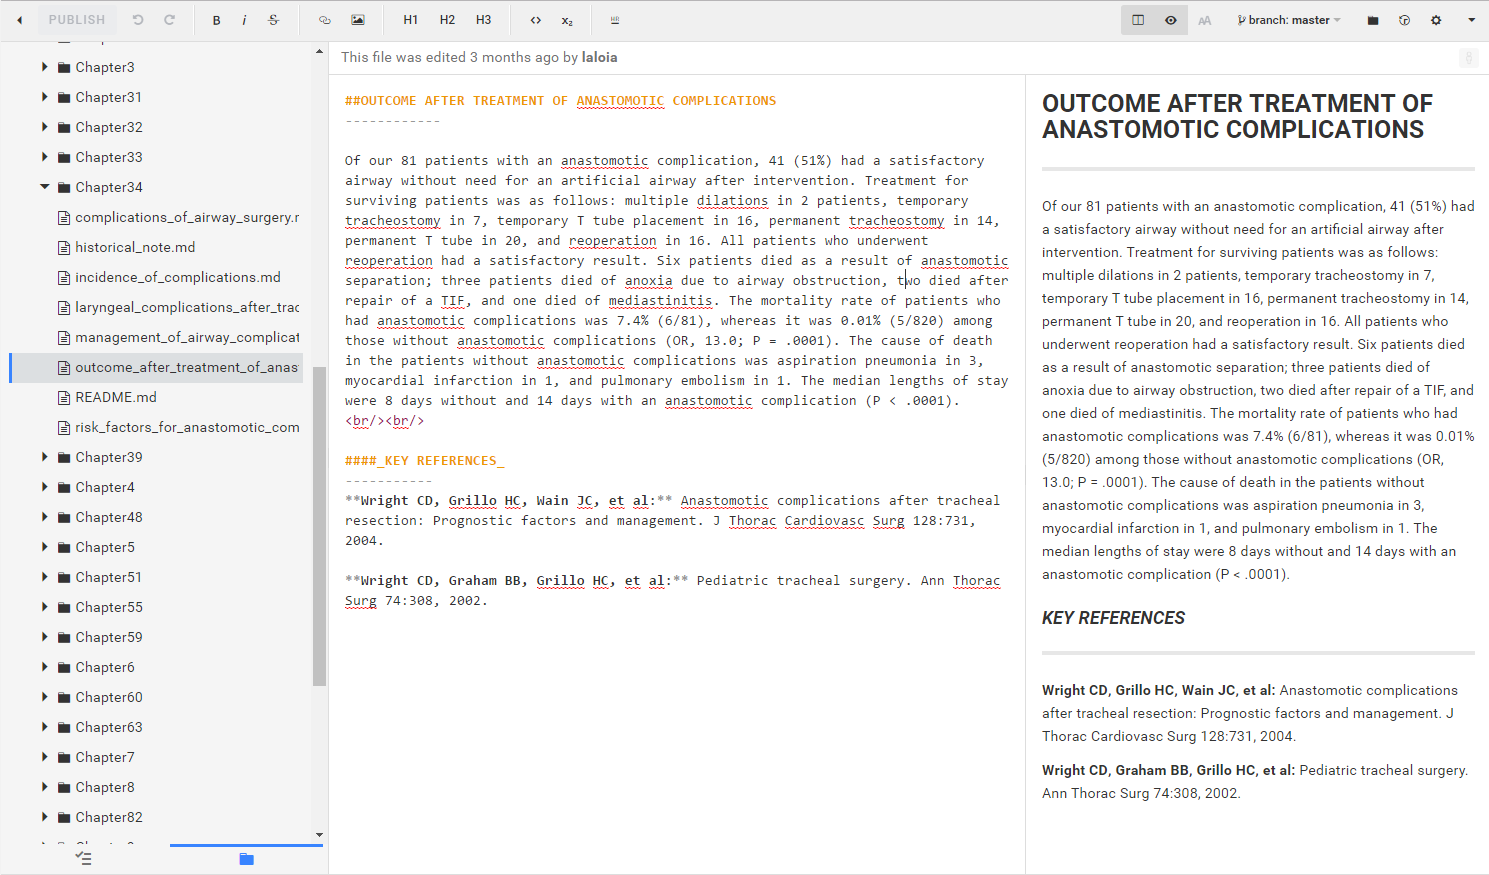 PUBLISH B i S H1 H2 H3 <> x₂ HR AA branch: master
Chapter3
Chapter31
Chapter32
Chapter33
Chapter34
complications_of_airway_surgery.r
historical_note.md
incidence_of_complications.md
laryngeal_complications_after_trac
management_of_airway_complicat
outcome_after_treatment_of_anas
README.md
risk_factors_for_anastomotic_com
Chapter39
Chapter4
Chapter48
Chapter5
Chapter51
Chapter55
Chapter59
Chapter6
Chapter60
Chapter63
Chapter7
Chapter8
Chapter82
This file was edited 3 months ago by laloia
##OUTCOME AFTER TREATMENT OF ANASTOMOTIC COMPLICATIONS
------------
Of our 81 patients with an anastomotic complication, 41 (51%) had a satisfactory
airway without need for an artificial airway after intervention. Treatment for
surviving patients was as follows: multiple dilations in 2 patients, temporary
tracheostomy in 7, temporary T tube placement in 16, permanent tracheostomy in 14,
permanent T tube in 20, and reoperation in 16. All patients who underwent
reoperation had a satisfactory result. Six patients died as a result of anastomotic
separation; three patients died of anoxia due to airway obstruction, two died after
repair of a TIF, and one died of mediastinitis. The mortality rate of patients who
had anastomotic complications was 7.4% (6/81), whereas it was 0.01% (5/820) among
those without anastomotic complications (OR, 13.0; P = .0001). The cause of death
in the patients without anastomotic complications was aspiration pneumonia in 3,
myocardial infarction in 1, and pulmonary embolism in 1. The median lengths of stay
were 8 days without and 14 days with an anastomotic complication (P < .0001).
<br/><br/>
####_KEY REFERENCES_
-----------
**Wright CD, Grillo HC, Wain JC, et al:** Anastomotic complications after tracheal
resection: Prognostic factors and management. J Thorac Cardiovasc Surg 128:731,
2004.
**Wright CD, Graham BB, Grillo HC, et al:** Pediatric tracheal surgery. Ann Thorac
Surg 74:308, 2002.
OUTCOME AFTER TREATMENT OF
ANASTOMOTIC COMPLICATIONS
Of our 81 patients with an anastomotic complication, 41 (51%) had
a satisfactory airway without need for an artificial airway after
intervention. Treatment for surviving patients was as follows:
multiple dilations in 2 patients, temporary tracheostomy in 7,
temporary T tube placement in 16, permanent tracheostomy in 14,
permanent T tube in 20, and reoperation in 16. All patients who
underwent reoperation had a satisfactory result. Six patients died
as a result of anastomotic separation; three patients died of
anoxia due to airway obstruction, two died after repair of a TIF, and
one died of mediastinitis. The mortality rate of patients who had
anastomotic complications was 7.4% (6/81), whereas it was 0.01%
(5/820) among those without anastomotic complications (OR,
13.0; P = .0001). The cause of death in the patients without
anastomotic complications was aspiration pneumonia in 3,
myocardial infarction in 1, and pulmonary embolism in 1. The
median lengths of stay were 8 days without and 14 days with an
anastomotic complication (P < .0001).
KEY REFERENCES
Wright CD, Grillo HC, Wain JC, et al: Anastomotic complications
after tracheal resection: Prognostic factors and management. J
Thorac Cardiovasc Surg 128:731, 2004.
Wright CD, Graham BB, Grillo HC, et al: Pediatric tracheal surgery.
Ann Thorac Surg 74:308, 2002.